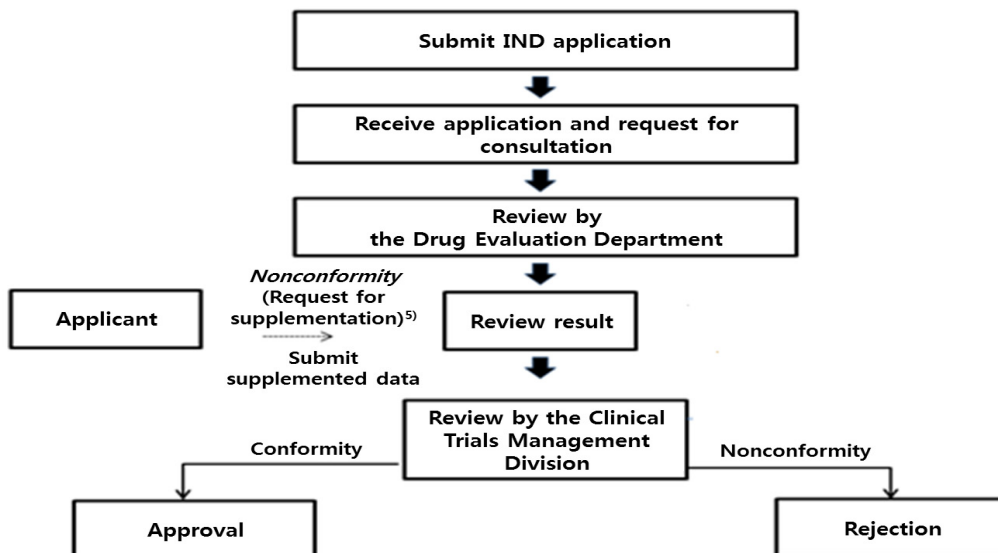 Submit IND application
Receive application and request for
consultation
Review by
the Drug Evaluation Department
Nonconformity
(Request for
supplementation)5)
Applicant
Review result
Submit
supplemented data
Review by the Clinical
Trials Management
Division
Conformity
Nonconformity
Approval
Rejection